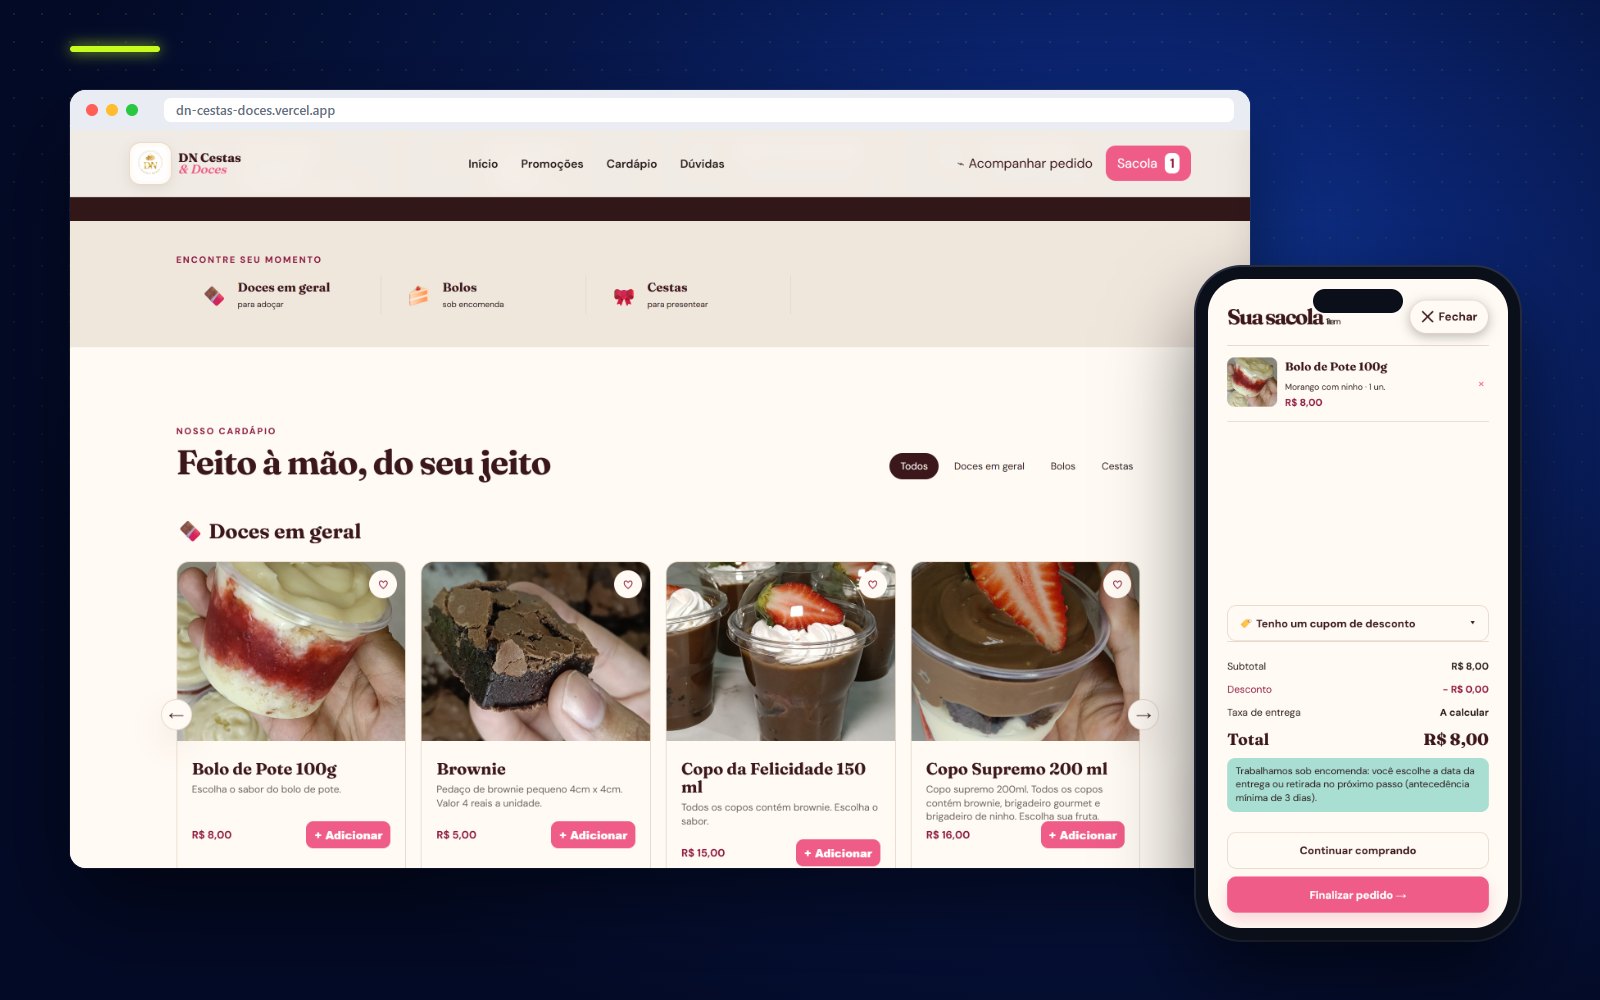 dn-cestas-doces.vercel.app
DN
DN Cestas
& Doces
Início
Promoções
Cardápio
Dúvidas
Acompanhar pedido
Sacola 1
ENCONTRE SEU MOMENTO
Doces em geral
para adoçar
Bolos
sob encomenda
Cestas
para presentear
NOSSO CARDÁPIO
Feito à mão, do seu jeito
Todos
Doces em geral
Bolos
Cestas
Doces em geral
Bolo de Pote 100g
Escolha o sabor do bolo de pote.
R$ 8,00
+ Adicionar
Brownie
Pedaço de brownie pequeno 4cm x 4cm.
Valor 4 reais a unidade.
R$ 5,00
+ Adicionar
Copo da Felicidade 150
ml
Todos os copos contém brownie. Escolha o
sabor.
R$ 15,00
+ Adicionar
Copo Supremo 200 ml
Copo supremo 200ml. Todos os copos
contém brownie, brigadeiro gourmet e
brigadeiro de ninho. Escolha sua fruta.
R$ 16,00
+ Adicionar
Sua sacola
Fechar
Bolo de Pote 100g
Morango com ninho · 1 un.
R$ 8,00
×
Tenho um cupom de desconto
Subtotal R$ 8,00
Desconto - R$ 0,00
Taxa de entrega A calcular
Total R$ 8,00
Trabalhamos sob encomenda: você escolhe a data da
entrega ou retirada no próximo passo (antecedência
mínima de 3 dias).
Continuar comprando
Finalizar pedido →